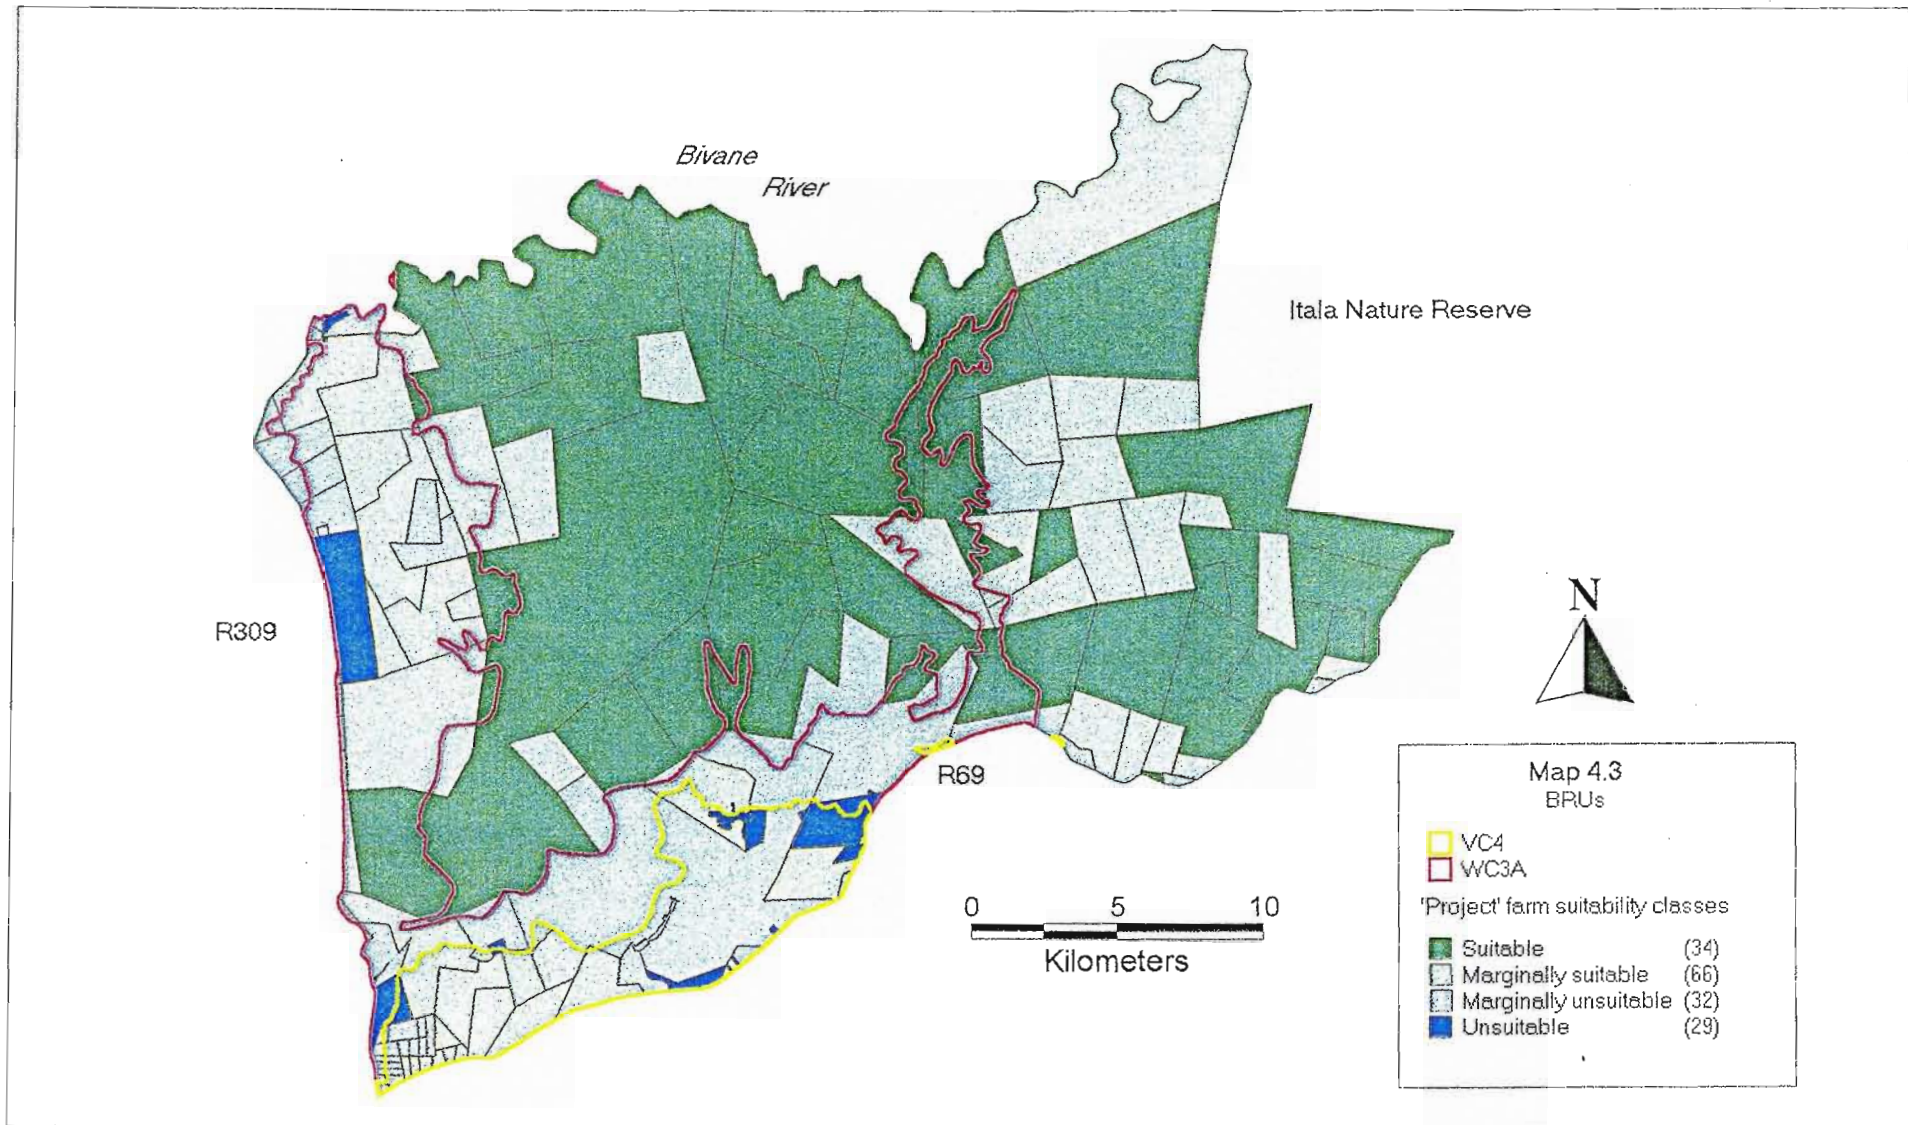 Bivane
River
Itala Nature Reserve
R309
R69
N
0 5 10
Kilometers
Map 4.3
BRUs
VC4
WC3A
'Project' farm suitability classes
Suitable (34)
Marginally suitable (66)
Marginally unsuitable (32)
Unsuitable (29)